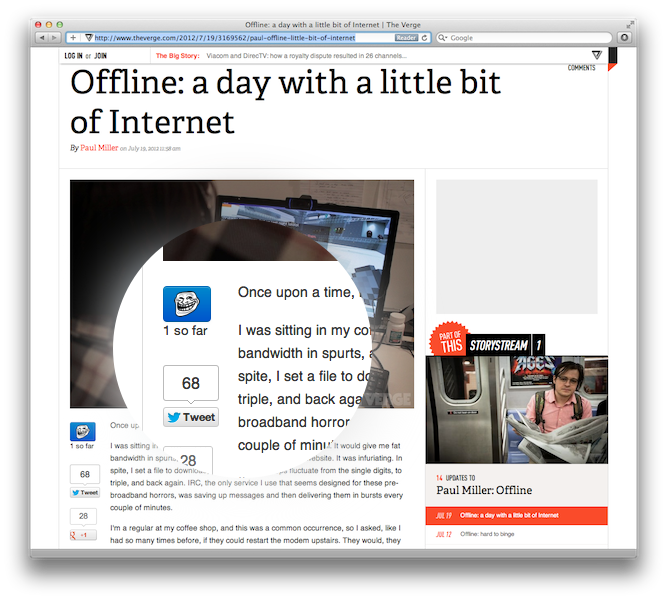 Offline: a day with a little bit of Internet | The Verge
http://www.theverge.com/2012/7/19/3169562/paul-offline-little-bit-of-internet
Reader
Google
LOG IN or JOIN
The Big Story: Viacom and DirecTV: how a royalty dispute resulted in 26 channels...
COMMENTS
Offline: a day with a little bit
of Internet
By Paul Miller on July 19, 2012 11:58 am
Once upon a time,
1 so far
I was sitting in my co
bandwidth in spurts, a
spite, I set a file to do
triple, and back aga
broadband horror
couple of minu
68
Tweet
28
VERGE
PART OF
THIS
STORYSTREAM 1
AGES
14 UPDATES TO
Paul Miller: Offline
JUL 19 Offline: a day with a little bit of Internet
JUL 12 Offline: hard to binge
1 so far
68
Tweet
28
+1
Once up
I was sitting in
it would give me fat
bandwidth in spurts,
website. It was infuriating. In
spite, I set a file to downloa
fluctuate from the single digits, to
triple, and back again. IRC, the only service I use that seems designed for these pre-
broadband horrors, was saving up messages and then delivering them in bursts every
couple of minutes.
I'm a regular at my coffee shop, and this was a common occurrence, so I asked, like I
had so many times before, if they could restart the modem upstairs. They would, they